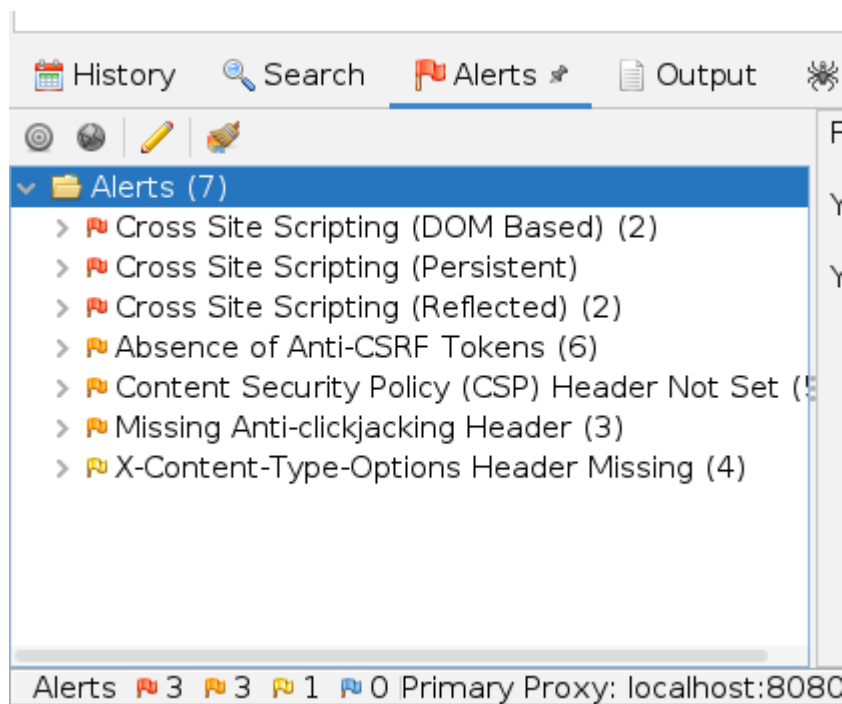 History Search Alerts Output
Alerts (7)
Cross Site Scripting (DOM Based) (2)
Cross Site Scripting (Persistent)
Cross Site Scripting (Reflected) (2)
Absence of Anti-CSRF Tokens (6)
Content Security Policy (CSP) Header Not Set
Missing Anti-clickjacking Header (3)
X-Content-Type-Options Header Missing (4)
Alerts 3 3 1 0 Primary Proxy: localhost:8080